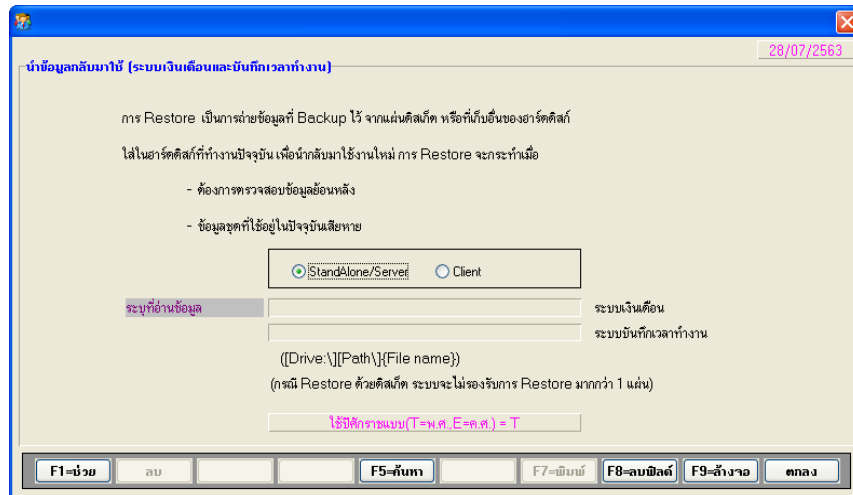 28/07/2563
นำข้อมูลกลับมาใช้ (ระบบเงินเดือนและบันทึกเวลาทำงาน)
การ Restore เป็นการถ่ายข้อมูลที่ Backup ไว้ จากแผ่นดิสเก็ต หรือที่เก็บอื่นของฮาร์ดดิสก์
ใส่ในฮาร์ดดิสก์ที่ทำงานปัจจุบัน เพื่อนำกลับมาใช้งานใหม่ การ Restore จะกระทำเมื่อ
- ต้องการตรวจสอบข้อมูลย้อนหลัง
- ข้อมูลชุดที่ใช้อยู่ในปัจจุบันเสียหาย
StandAlone/Server Client
ระบุที่อ่านข้อมูล ระบบเงินเดือน
ระบบบันทึกเวลาทำงาน
([Drive:\][Path\]{File name})
(กรณี Restore ด้วยดิสเก็ต ระบบจะไม่รองรับการ Restore มากกว่า 1 แผ่น)
ใช้ปีศักราชแบบ(T=พ.ศ.,E=ค.ศ.) = T
F1=ช่วย ลบ F5=ค้นหา F7=พิมพ์ F8=ลบฟิลด์ F9=ล้างจอ ตกลง